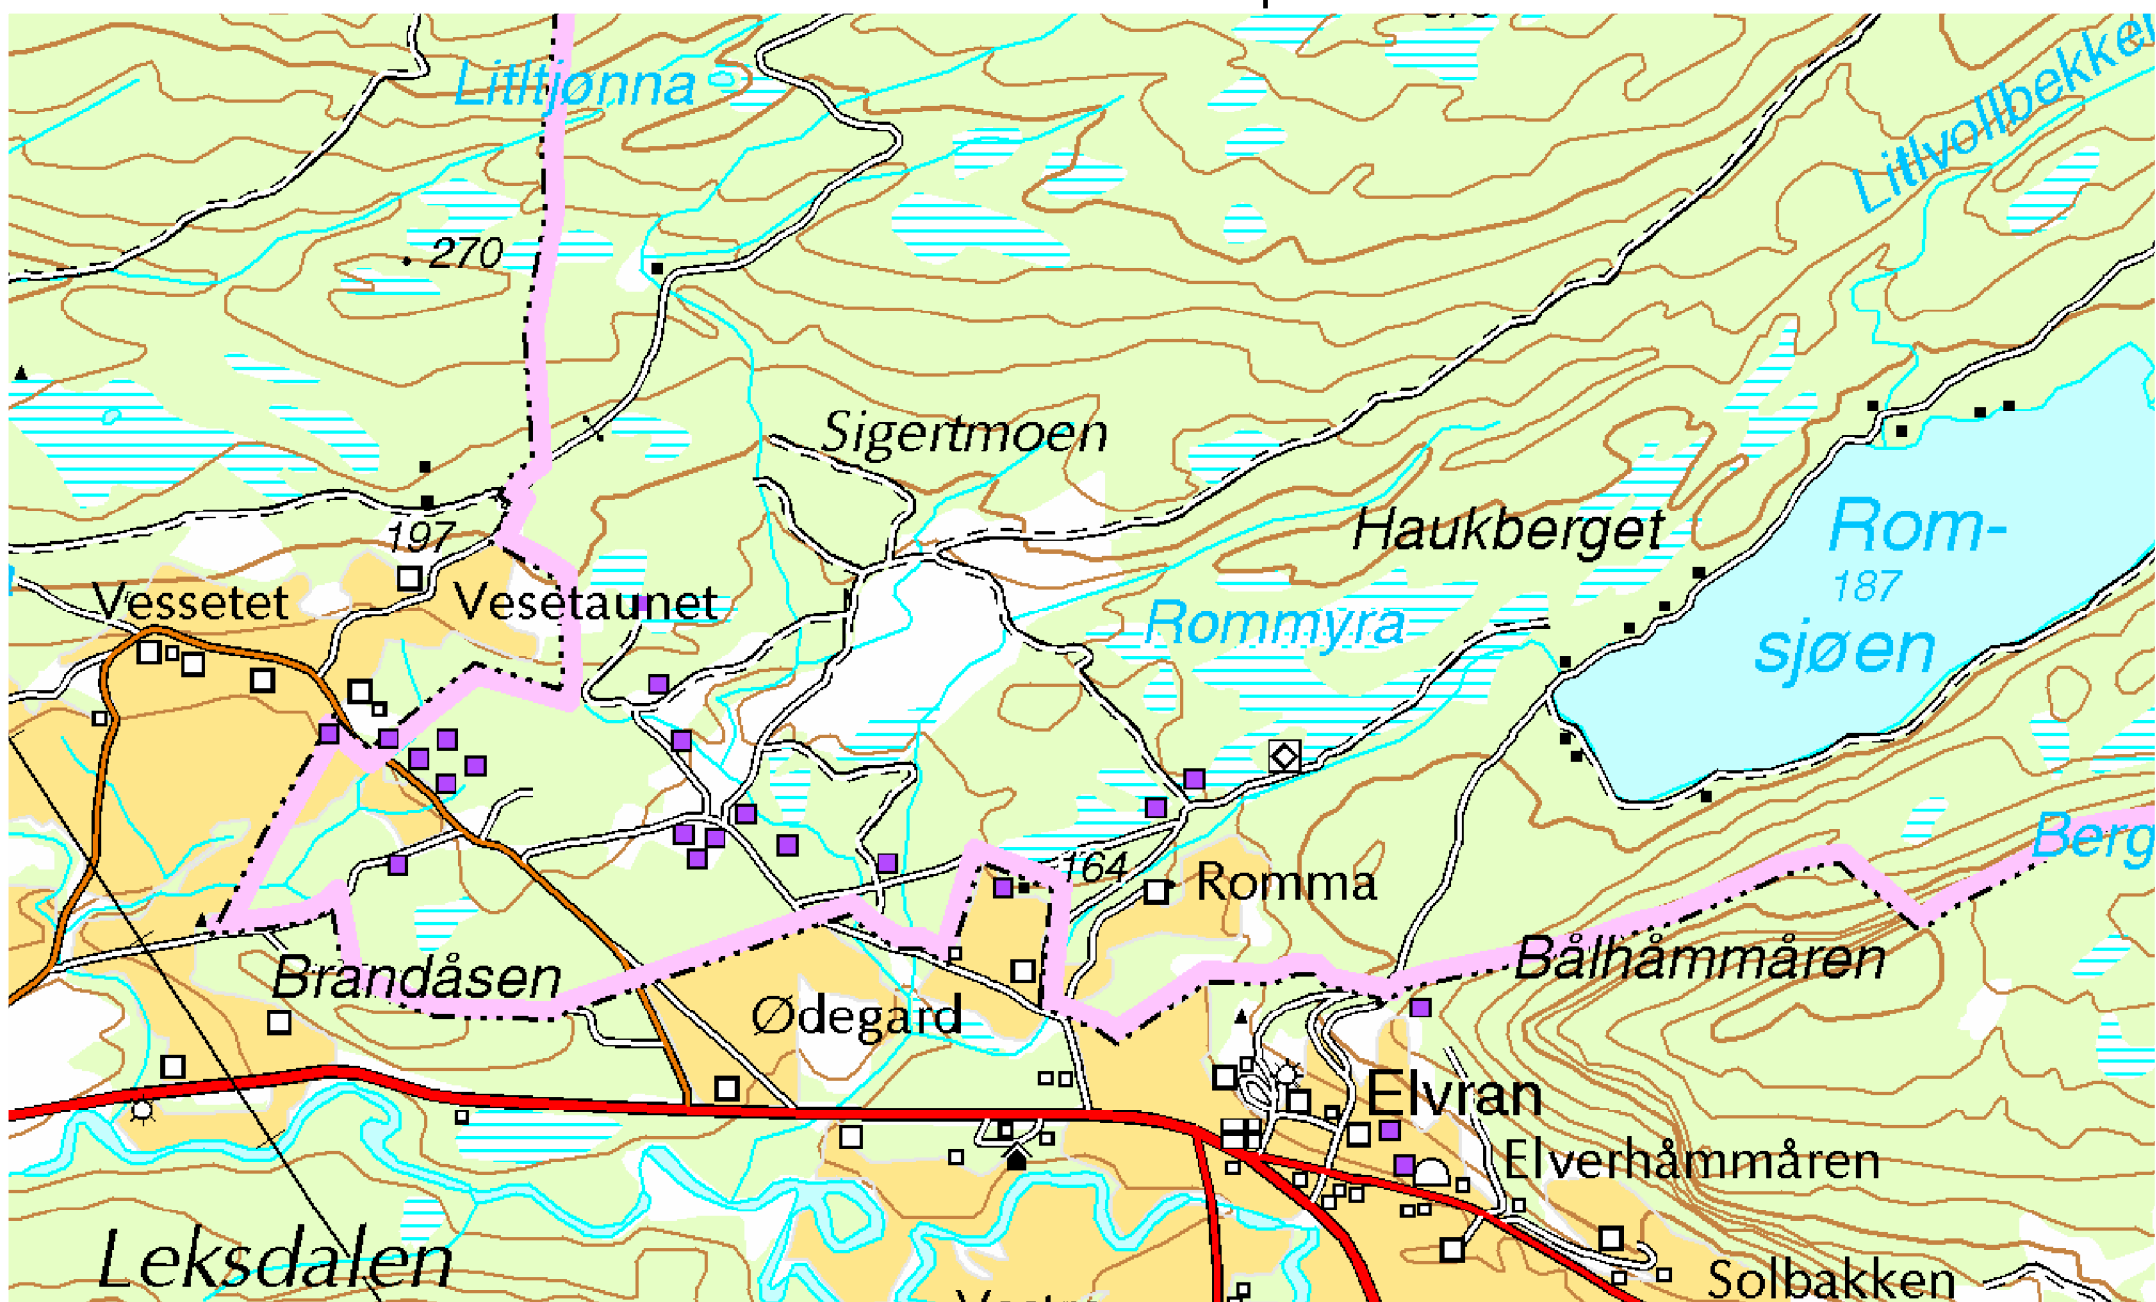 Litltjønna
270
Sigertmoen
197
Haukberget
Rom-
187
sjøen
Vessetet
Vesetaunet
Rommyra
Berg
164
Romma
Brandåsen
Bålhåmmåren
Ødegard
Elvran
Elverhåmmåren
Leksdalen
Solbakken